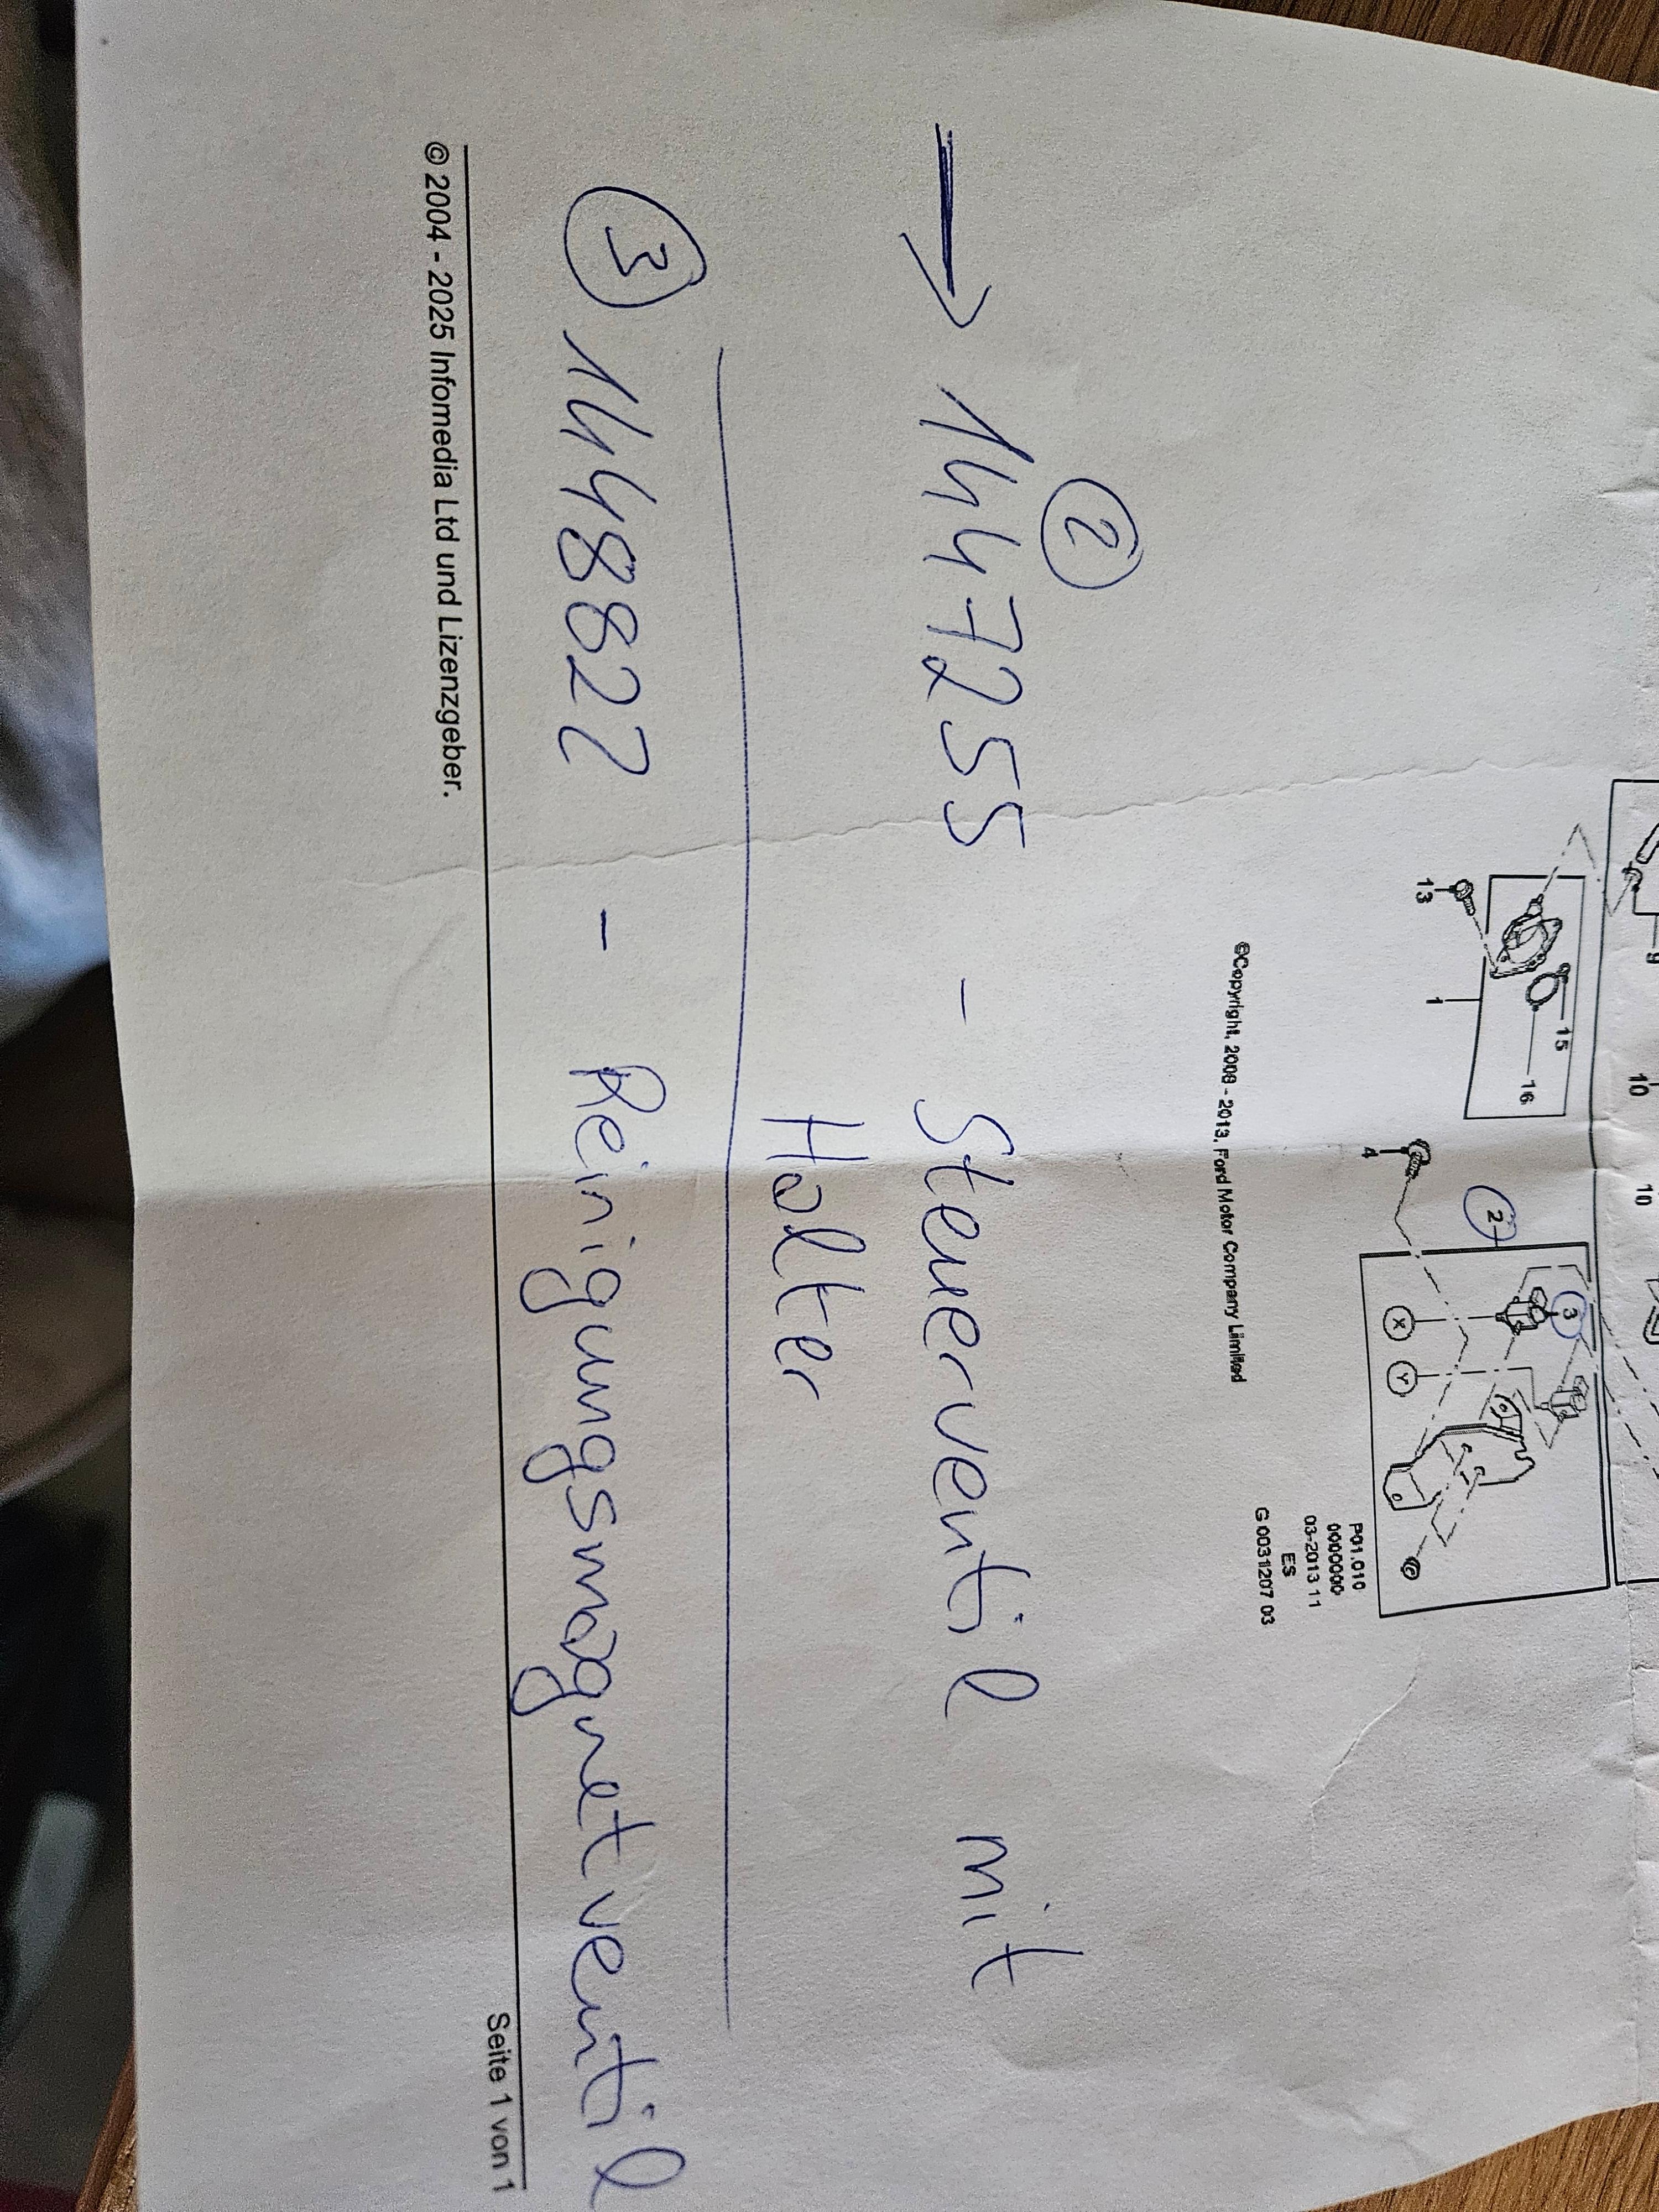 9
10
10
15
16
13
1
4
2
3
X
Y
P01.010
0000000
03-2013 11
ES
G 0031207 03
©Copyright, 2008 - 2013, Ford Motor Company Limited
2
→ 1447255 - Steuerventil mit
Halter
3 1448822 - Reinigungsmagnetventil
© 2004 - 2025 Infomedia Ltd und Lizenzgeber.
Seite 1 von 1